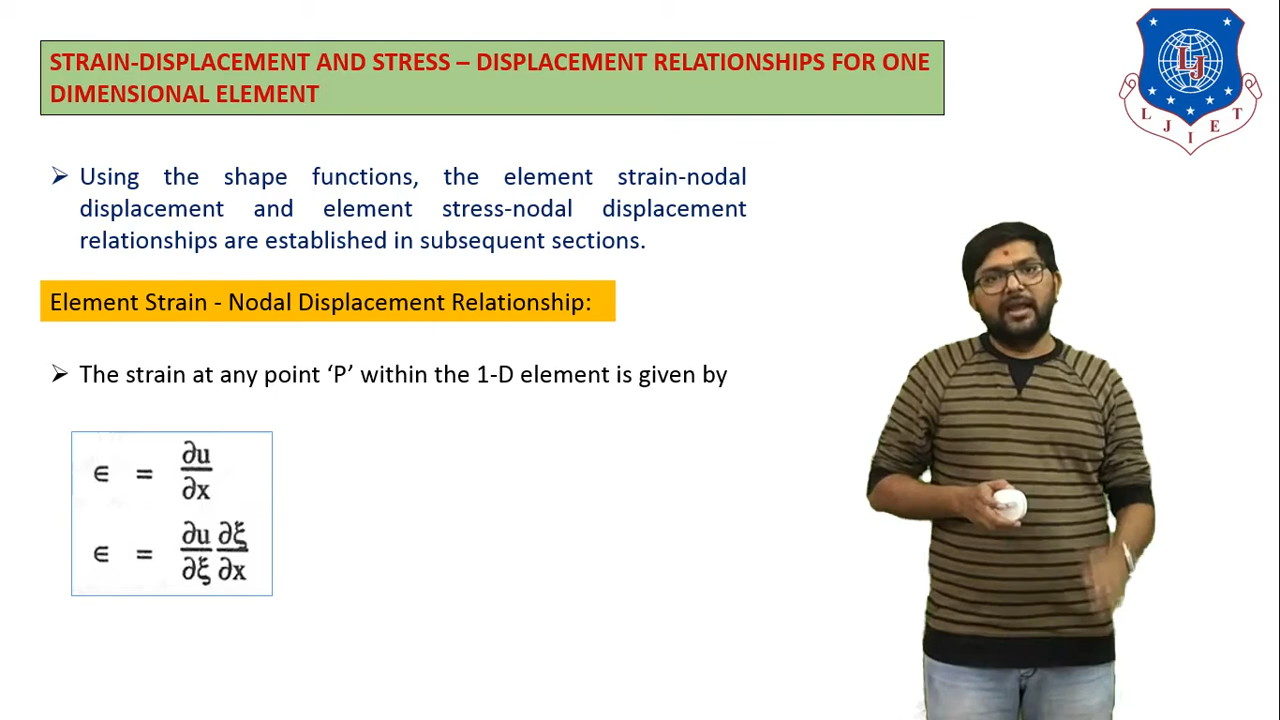 STRAIN-DISPLACEMENT AND STRESS – DISPLACEMENT RELATIONSHIPS FOR ONE
DIMENSIONAL ELEMENT
LJ
L J I E T
➢ Using the shape functions, the element strain-nodal
displacement and element stress-nodal displacement
relationships are established in subsequent sections.
Element Strain - Nodal Displacement Relationship:
➢ The strain at any point ‘P’ within the 1-D element is given by
∈ = ∂u/∂x
∈ = ∂u/∂ξ ∂ξ/∂x